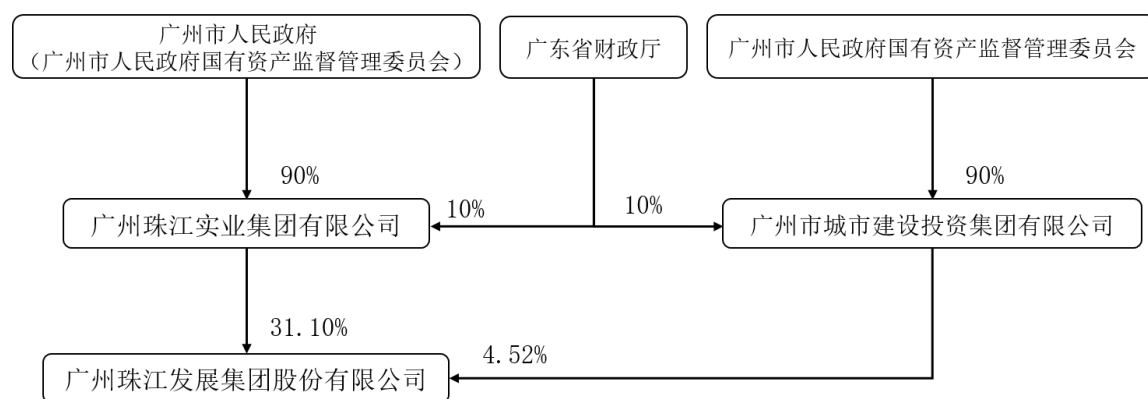 广州市人民政府
（广州市人民政府国有资产监督管理委员会）
广东省财政厅
广州市人民政府国有资产监督管理委员会
90%
90%
广州珠江实业集团有限公司
10%
10%
广州市城市建设投资集团有限公司
31.10%
4.52%
广州珠江发展集团股份有限公司